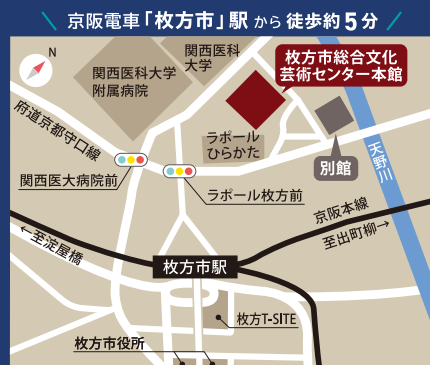 京阪電車「枚方市」駅から徒歩約5分
N
関西医科
大学
関西医科大学
附属病院
枚方市総合文化
芸術センター本館
府道京都守口線
ラポール
ひらかた
別館
天野川
関西医大病院前
ラポール枚方前
京阪本線
至出町柳→
←至淀屋橋
枚方市駅
枚方T-SITE
枚方市役所